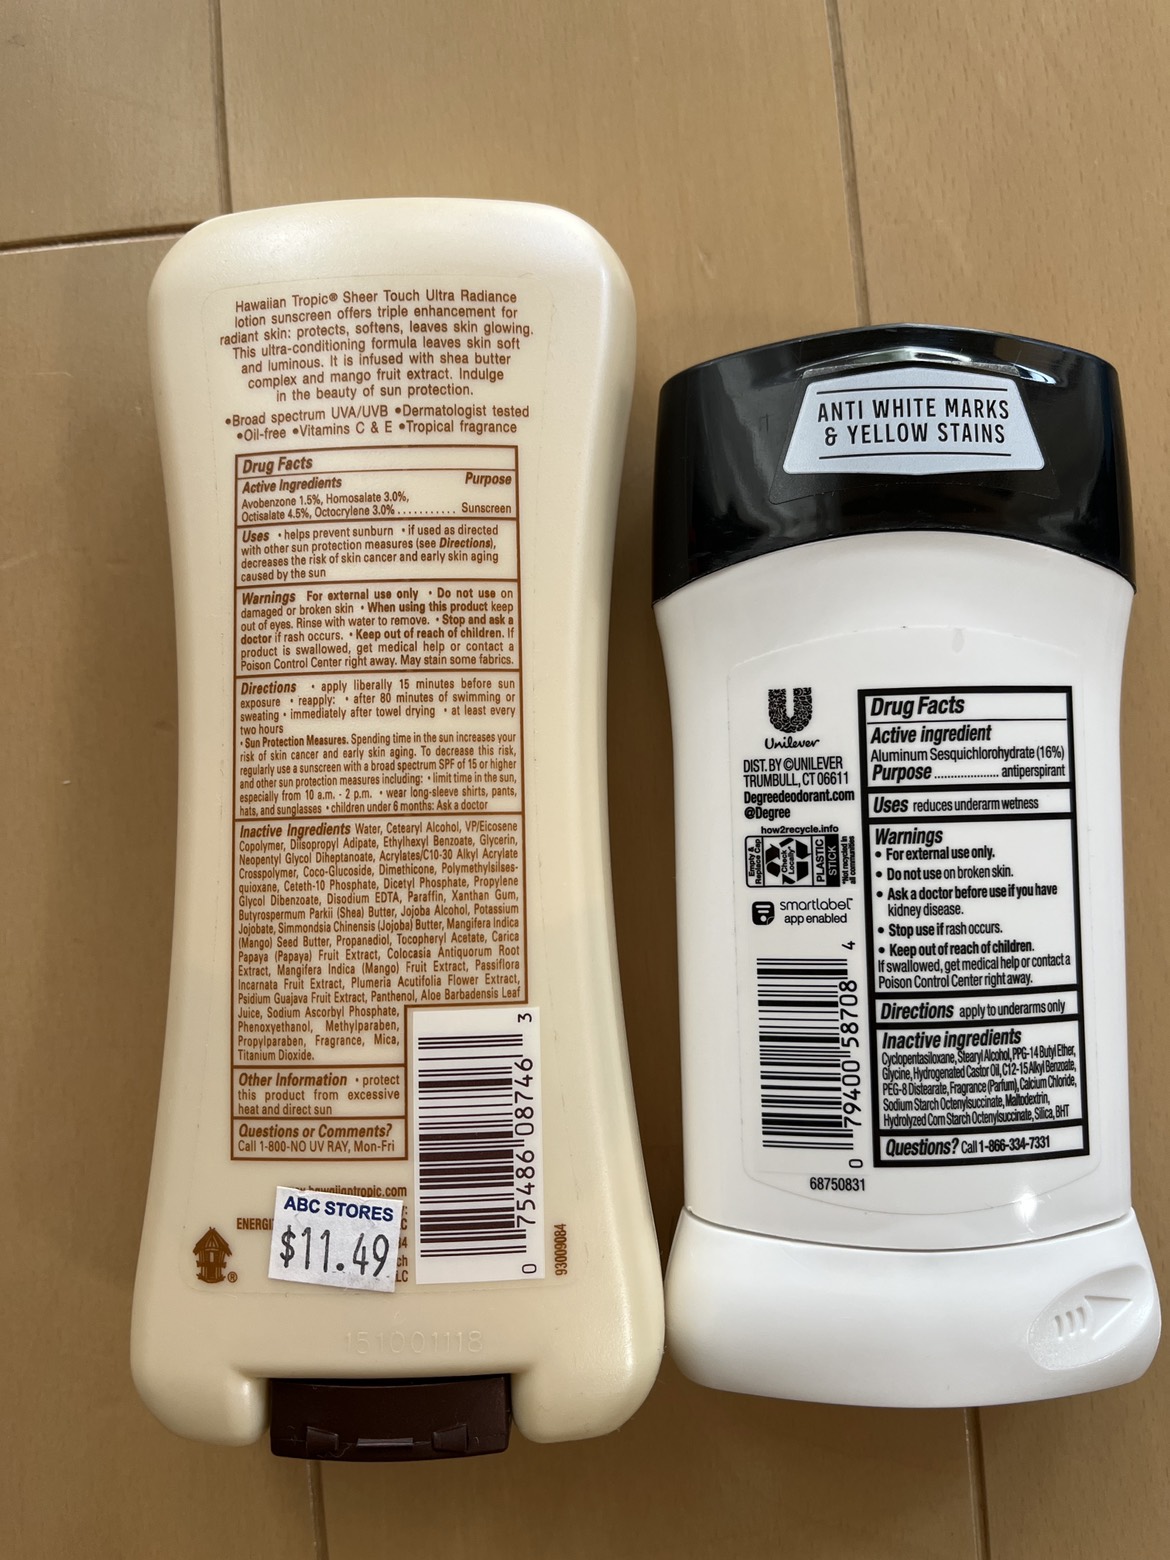 Hawaiian Tropic® Sheer Touch Ultra Radiance
lotion sunscreen offers triple enhancement for
radiant skin: protects, softens, leaves skin glowing.
This ultra-conditioning formula leaves skin soft
and luminous. It is infused with shea butter
complex and mango fruit extract. Indulge
in the beauty of sun protection.
•Broad spectrum UVA/UVB •Dermatologist tested
•Oil-free •Vitamins C & E •Tropical fragrance
Drug Facts
Active Ingredients Purpose
Avobenzone 1.5%, Homosalate 3.0%,
Octisalate 4.5%, Octocrylene 3.0%........... Sunscreen
Uses • helps prevent sunburn • if used as directed
with other sun protection measures (see Directions),
decreases the risk of skin cancer and early skin aging
caused by the sun
Warnings For external use only • Do not use on
damaged or broken skin • When using this product keep
out of eyes. Rinse with water to remove. • Stop and ask a
doctor if rash occurs. • Keep out of reach of children. If
product is swallowed, get medical help or contact a
Poison Control Center right away. May stain some fabrics.
Directions • apply liberally 15 minutes before sun
exposure • reapply: • after 80 minutes of swimming or
sweating • immediately after towel drying • at least every
two hours
• Sun Protection Measures. Spending time in the sun increases your
risk of skin cancer and early skin aging. To decrease this risk,
regularly use a sunscreen with a broad spectrum SPF of 15 or higher
and other sun protection measures including: • limit time in the sun,
especially from 10 a.m. - 2 p.m. • wear long-sleeve shirts, pants,
hats, and sunglasses • children under 6 months: Ask a doctor
Inactive Ingredients Water, Cetearyl Alcohol, VP/Eicosene
Copolymer, Diisopropyl Adipate, Ethylhexyl Benzoate, Glycerin,
Neopentyl Glycol Diheptanoate, Acrylates/C10-30 Alkyl Acrylate
Crosspolymer, Coco-Glucoside, Dimethicone, Polymethylsilses-
quioxane, Ceteth-10 Phosphate, Dicetyl Phosphate, Propylene
Glycol Dibenzoate, Disodium EDTA, Paraffin, Xanthan Gum,
Butyrospermum Parkii (Shea) Butter, Jojoba Alcohol, Potassium
Jojobate, Simmondsia Chinensis (Jojoba) Butter, Mangifera Indica
(Mango) Seed Butter, Propanediol, Tocopheryl Acetate, Carica
Papaya (Papaya) Fruit Extract, Colocasia Antiquorum Root
Extract, Mangifera Indica (Mango) Fruit Extract, Passiflora
Incarnata Fruit Extract, Plumeria Acutifolia Flower Extract,
Psidium Guajava Fruit Extract, Panthenol, Aloe Barbadensis Leaf
Juice, Sodium Ascorbyl Phosphate,
Phenoxyethanol, Methylparaben,
Propylparaben, Fragrance, Mica,
Titanium Dioxide.
Other Information • protect
this product from excessive
heat and direct sun
Questions or Comments?
Call 1-800-NO UV RAY, Mon-Fri
hawaiiantropic.com
ENERGI
ABC STORES
$11.49
®
0 75486 08746 3
93009084
151001118
ANTI WHITE MARKS
& YELLOW STAINS
Unilever
DIST. BY ©UNILEVER
TRUMBULL, CT 06611
Degreedeodorant.com
@Degree
how2recycle.info
Empty &
Replace Cap
Check
Locally*
PLASTIC
STICK
*Not recycled in
all communities
smartlabel™
app enabled
0 79400 58708 4
68750831
Drug Facts
Active ingredient
Aluminum Sesquichlorohydrate (16%)
Purpose................... antiperspirant
Uses reduces underarm wetness
Warnings
• For external use only.
• Do not use on broken skin.
• Ask a doctor before use if you have
kidney disease.
• Stop use if rash occurs.
• Keep out of reach of children.
If swallowed, get medical help or contact a
Poison Control Center right away.
Directions apply to underarms only
Inactive ingredients
Cyclopentasiloxane, Stearyl Alcohol, PPG-14 Butyl Ether,
Glycine, Hydrogenated Castor Oil, C12-15 Alkyl Benzoate,
PEG-8 Distearate, Fragrance (Parfum), Calcium Chloride,
Sodium Starch Octenylsuccinate, Maltodextrin,
Hydrolyzed Corn Starch Octenylsuccinate, Silica, BHT
Questions? Call 1-866-334-7331